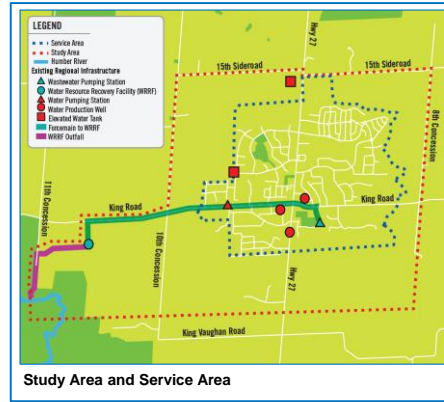 LEGEND
Service Area
Study Area
Humber River
Existing Regional Infrastructure
Wastewater Pumping Station
Water Resource Recovery Facility (WRRF)
Water Pumping Station
Water Production Well
Elevated Water Tank
Forcemain to WRRF
WRRF Outfall
Hwy 27
15th Sideroad
15th Sideroad
8th Concession
11th Concession
King Road
King Road
10th Concession
Hwy 27
King Vaughan Road
Study Area and Service Area